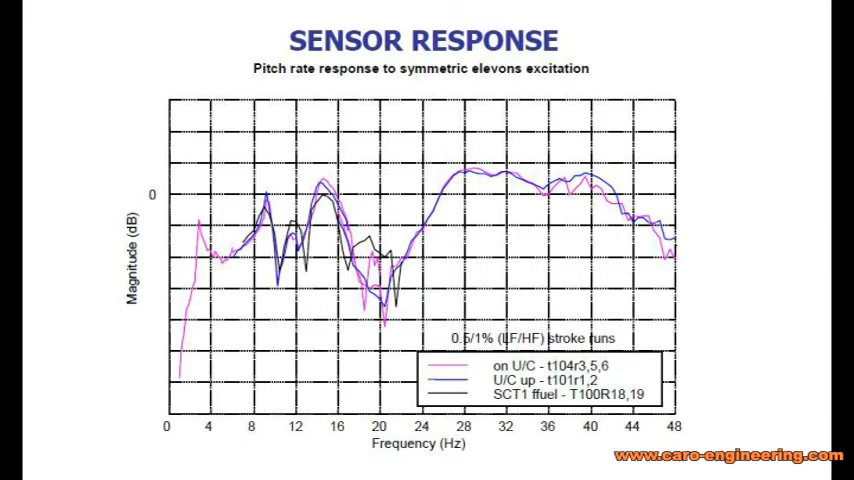 SENSOR RESPONSE
Pitch rate response to symmetric elevons excitation
0
Magnitude (dB)
0.5/1% (LF/HF) stroke runs
on U/C - t104r3,5,6
U/C up - t101r1,2
SCT1 ffuel - T100R18,19
0 4 8 12 16 20 24 28 32 36 40 44 48
Frequency (Hz)
www.caro-engineering.com